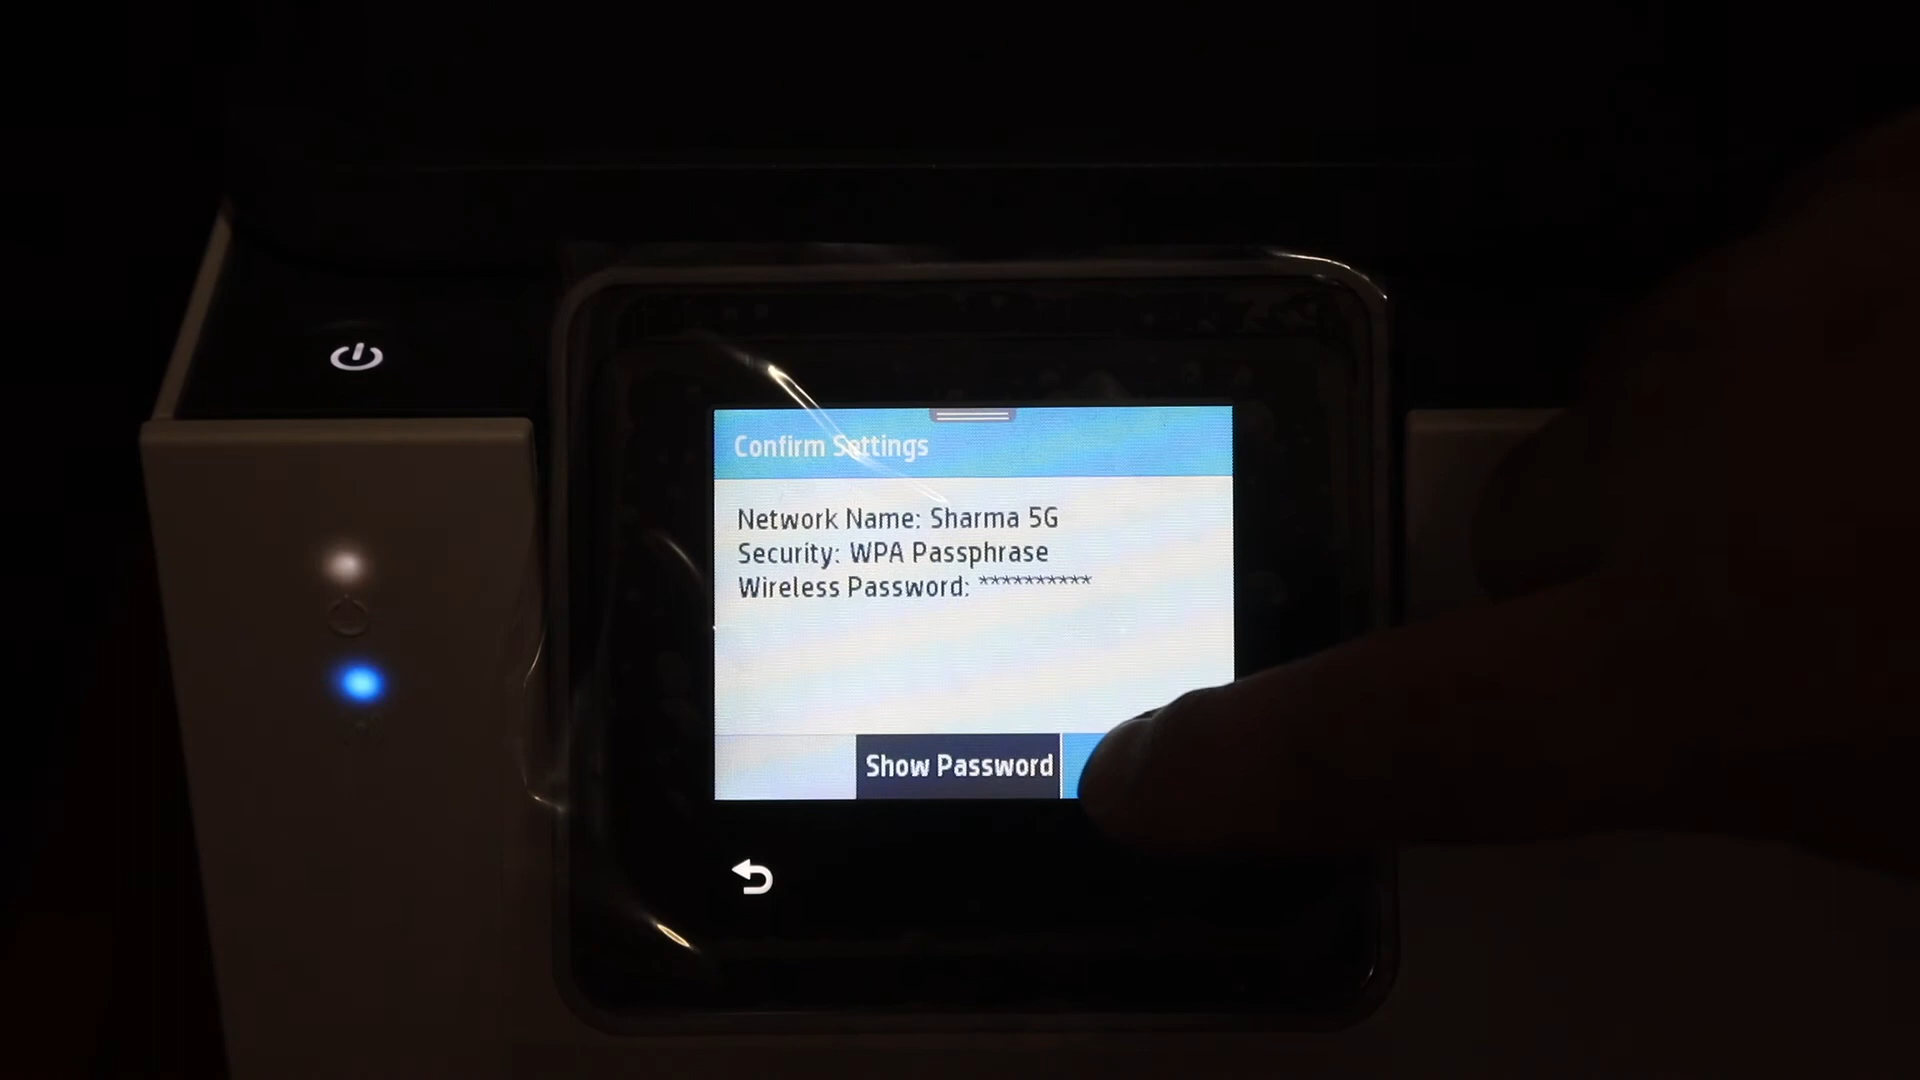 Confirm Settings
Network Name: Sharma 5G
Security: WPA Passphrase
Wireless Password: **********
Show Password